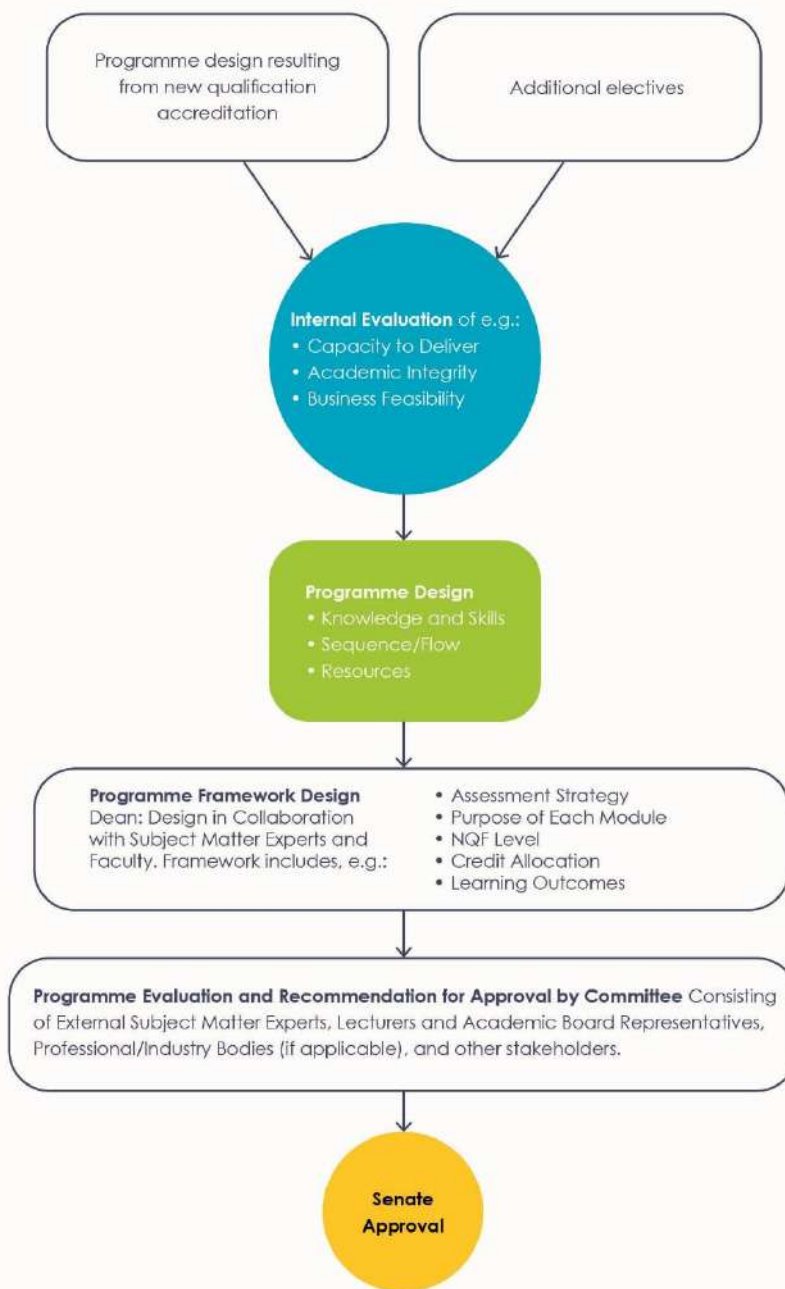 Programme design resulting
from new qualification
accreditation
Additional electives
Internal Evaluation of e.g.:
• Capacity to Deliver
• Academic Integrity
• Business Feasibility
Programme Design
• Knowledge and Skills
• Sequence/Flow
• Resources
Programme Framework Design
Dean: Design in Collaboration
with Subject Matter Experts and
Faculty. Framework includes, e.g.:
• Assessment Strategy
• Purpose of Each Module
• NQF Level
• Credit Allocation
• Learning Outcomes
Programme Evaluation and Recommendation for Approval by Committee Consisting
of External Subject Matter Experts, Lecturers and Academic Board Representatives,
Professional/Industry Bodies (if applicable), and other stakeholders.
Senate
Approval